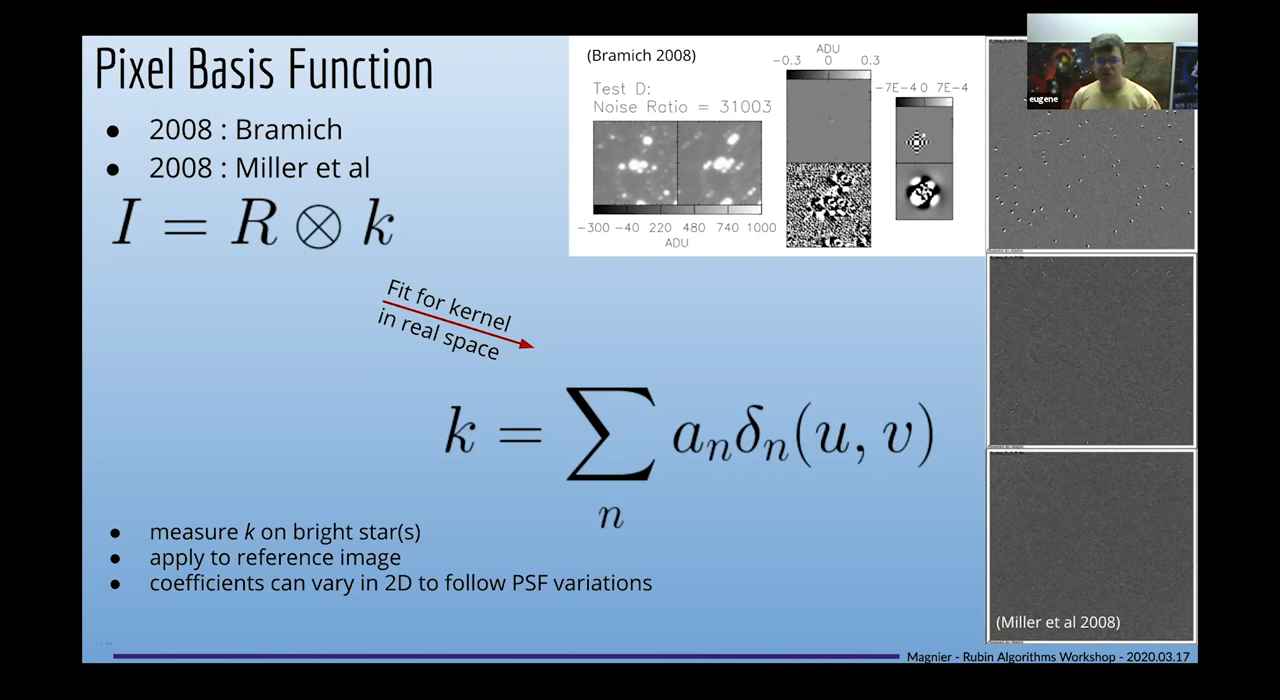 Pixel Basis Function
● 2008 : Bramich
● 2008 : Miller et al
I = R ⊗ k
(Bramich 2008)
Test D:
Noise Ratio = 31003
-300 -40 220 480 740 1000
ADU
ADU
-0.3 0 0.3
-7E-4 0 7E-4
eugene
Fit for kernel
in real space
k = ∑ aₙδₙ(u, v)
n
● measure k on bright star(s)
● apply to reference image
● coefficients can vary in 2D to follow PSF variations
(Miller et al 2008)
Magnier - Rubin Algorithms Workshop - 2020.03.17